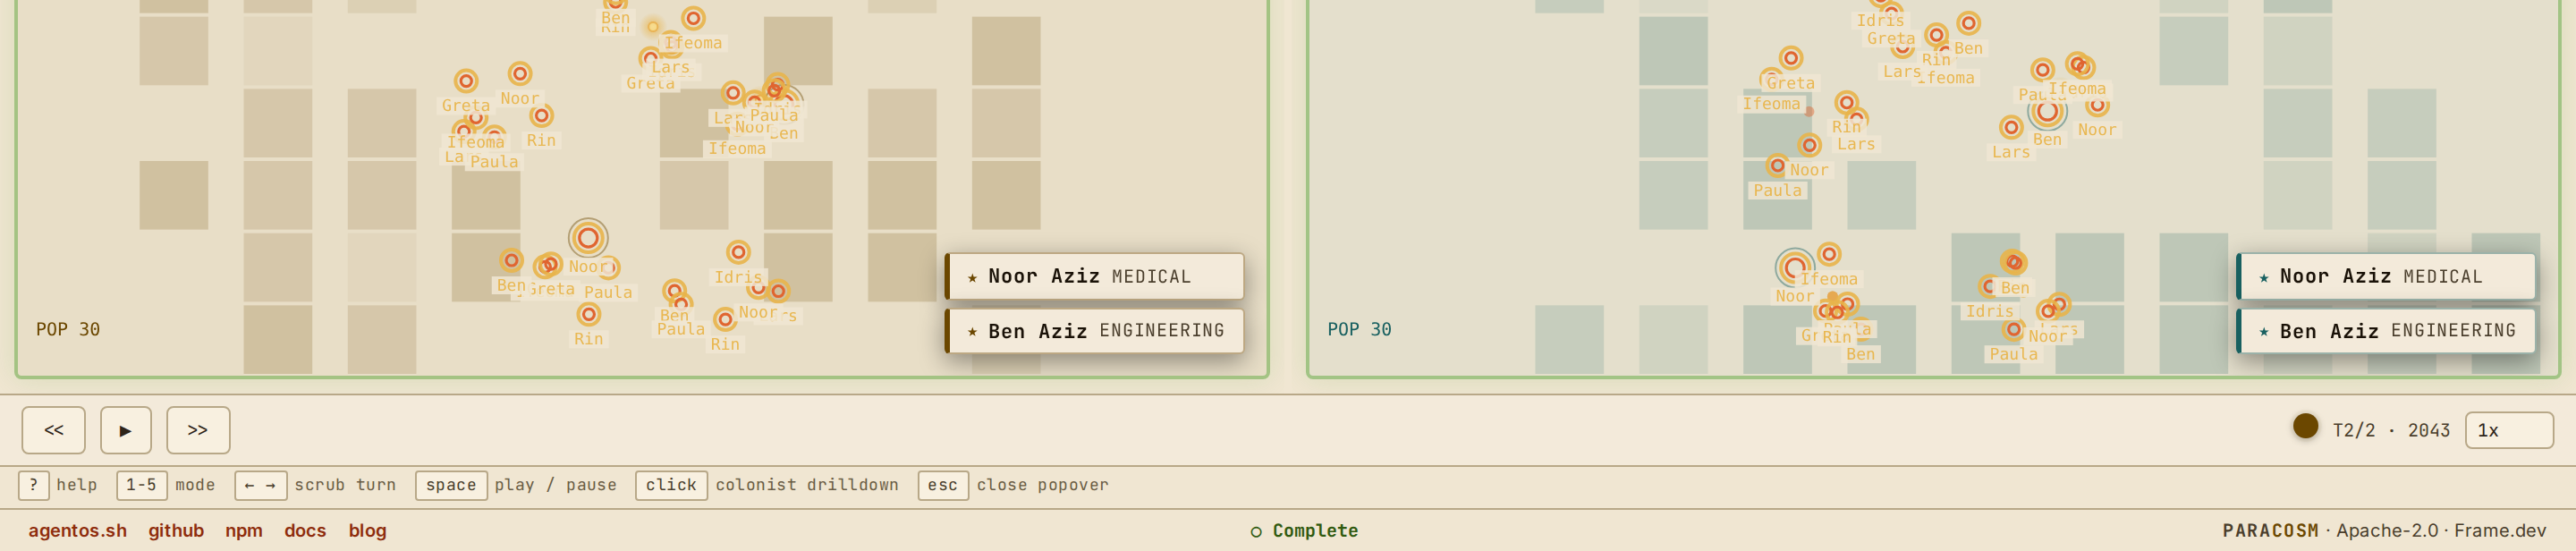 Ben
Ifeoma
Lars
Greta
Greta
Noor
Rin
Ifeoma
Paula
Paula
Noor
Ben
Ifeoma
Noor
Ben
Greta
Paula
Rin
Idris
Noor
Ben
Paula
Rin
POP 30
★ Noor Aziz MEDICAL
★ Ben Aziz ENGINEERING
Idris
Greta
Ben
Rin
Lars
Ifeoma
Greta
Ifeoma
Rin
Lars
Noor
Paula
Ifeoma
Noor
Ben
Lars
Ifeoma
Noor
Rin
Ben
Ben
Idris
Noor
Paula
POP 30
★ Noor Aziz MEDICAL
★ Ben Aziz ENGINEERING
<< ▶ >>
T2/2 · 2043 1x
? help 1-5 mode ← → scrub turn space play / pause click colonist drilldown esc close popover
agentos.sh github npm docs blog
○ Complete
PARACOSM · Apache-2.0 · Frame.dev